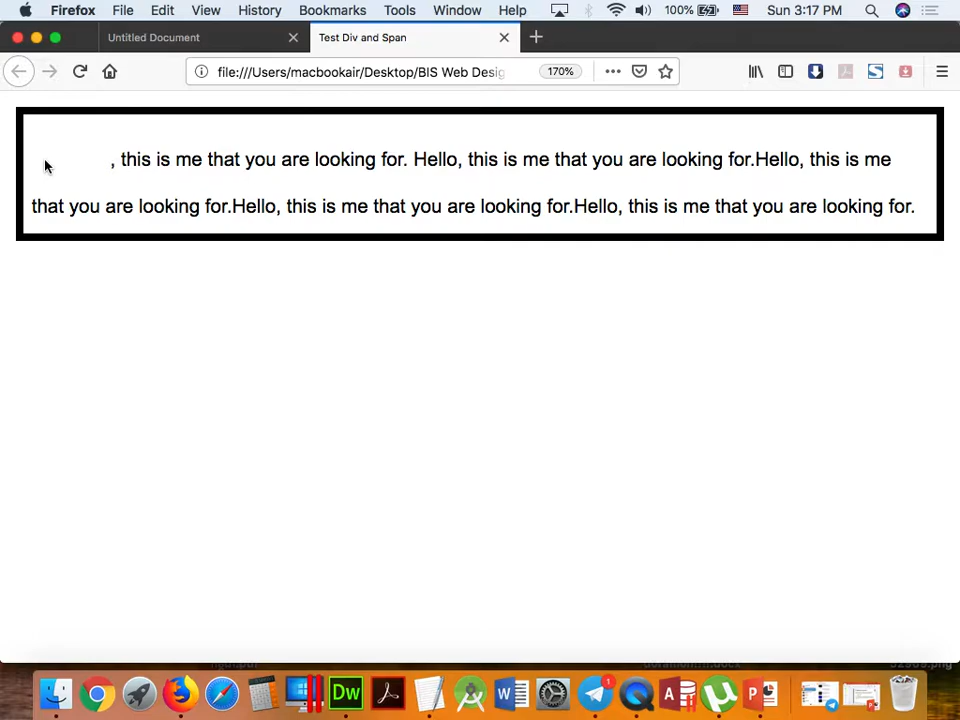 Firefox File Edit View History Bookmarks Tools Window Help 100% Sun 3:17 PM
Untitled Document Test Div and Span
file:///Users/macbookair/Desktop/BIS Web Desig 170%
, this is me that you are looking for. Hello, this is me that you are looking for.Hello, this is me
that you are looking for.Hello, this is me that you are looking for.Hello, this is me that you are looking for.
Dw W 1 A P